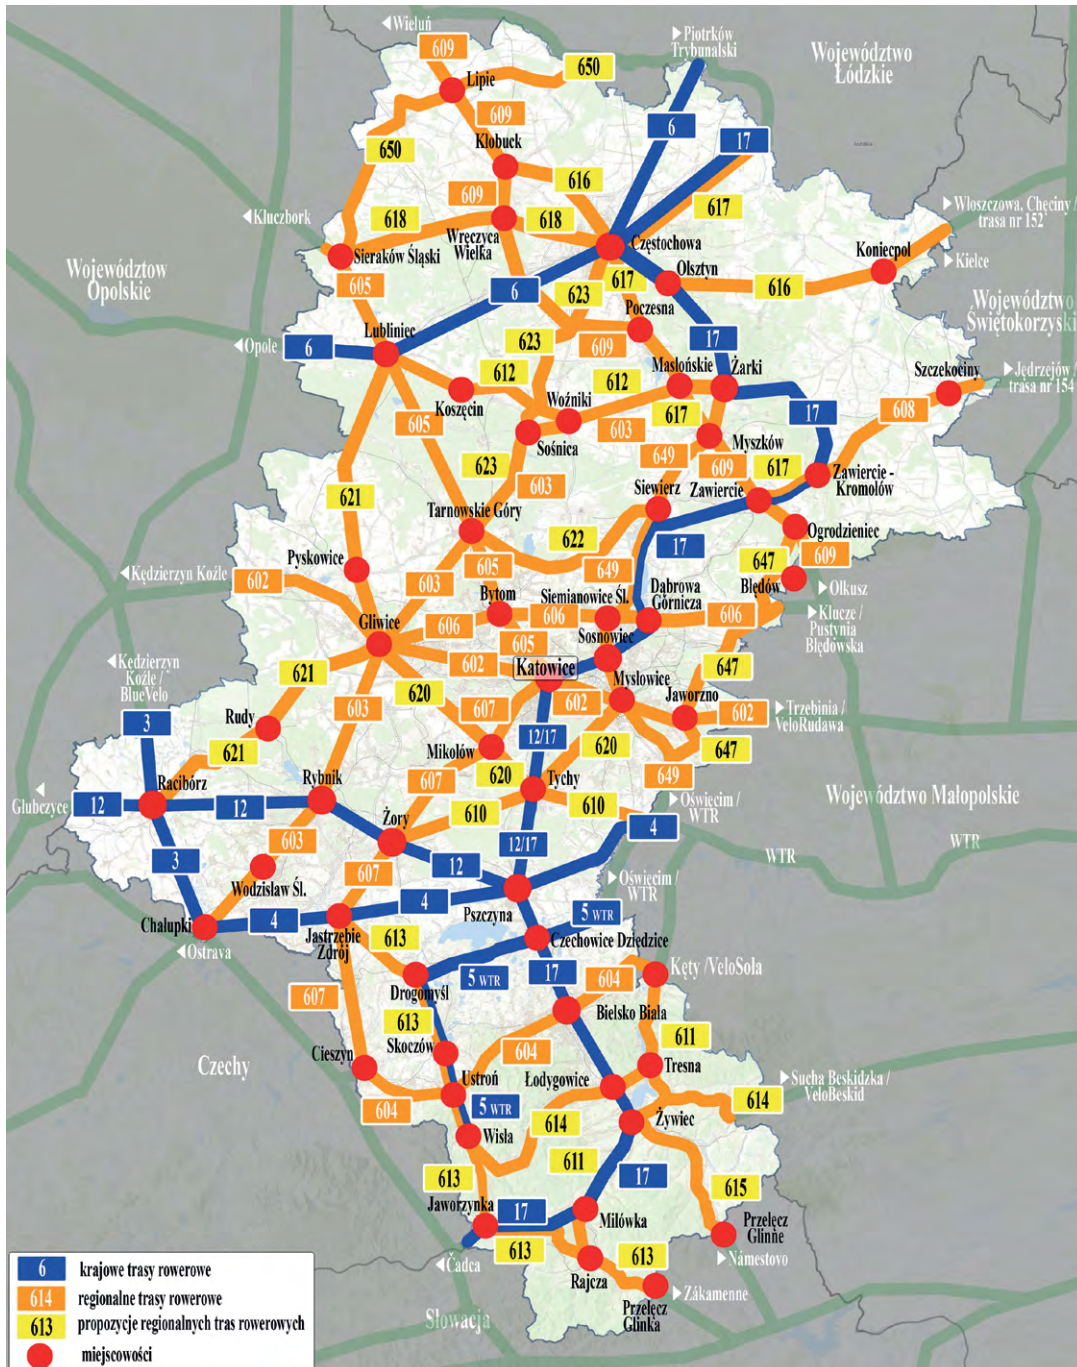 Wieluń
609
Piotrków
Trybunalski
Województwo
Łódzkie
650
Lipie
609
6
17
Kłobuck
650
616
609
617
Włoszczowa, Chęciny /
trasa nr 152
Kluczbork
618
618
Wręczyca
Wielka
Częstochowa
Koniecpol
Sieraków Śląski
Kielce
Województow
Opolskie
605
6
617
Olsztyn
616
623
Poczesna
Województwo
Świętokorzyskie
Lubliniec
17
Opole
6
623
609
Masłońskie
Żarki
Szczekociny
Jędrzejów /
trasa nr 154
612
612
Koszęcin
Woźniki
617
17
608
605
603
Myszków
Sośnica
649
609
617
623
603
Zawiercie -
Kromołów
621
Siewierz
Zawiercie
Tarnowskie Góry
Ogrodzieniec
622
17
647
609
Pyskowice
605
649
Kędzierzyn Koźle
602
603
Błędów
Olkusz
Bytom
Siemianowice Śl.
Dąbrowa
Górnicza
606
606
606
Klucze /
Pustynia
Błędowska
Gliwice
605
Sosnowiec
602
Katowice
Kędzierzyn
Koźle /
BlueVelo
621
620
647
Mysłowice
607
602
Jaworzno
602
Trzebinia /
VeloRudawa
3
603
Rudy
12/17
620
647
621
Mikołów
620
649
607
Tychy
Racibórz
Rybnik
Głubczyce
12
12
610
610
Oświęcim /
WTR
Województwo Małopolskie
Żory
4
603
12/17
WTR
WTR
3
12
Wodzisław Śl.
607
Oświęcim /
WTR
4
Pszczyna
Chałupki
4
5 WTR
Ostrava
Jastrzębie
Zdrój
613
Czechowice Dziedzice
Drogomyśl
5 WTR
17
604
Kęty /VeloSoła
607
Bielsko Biała
613
611
Skoczów
604
Cieszyn
Tresna
Czechy
Ustroń
Łodygowice
Sucha Beskidzka /
VeloBeskid
604
5 WTR
614
614
Wisła
Żywiec
611
17
613
615
Jaworzynka
17
Milówka
Przełęcz
Glinne
613
613
Čadca
Námestovo
Rajcza
Zákamenne
Przełęcz
Glinka
Słowacja
6 krajowe trasy rowerowe
614 regionalne trasy rowerowe
613 propozycje regionalnych tras rowerowych
miejscowości